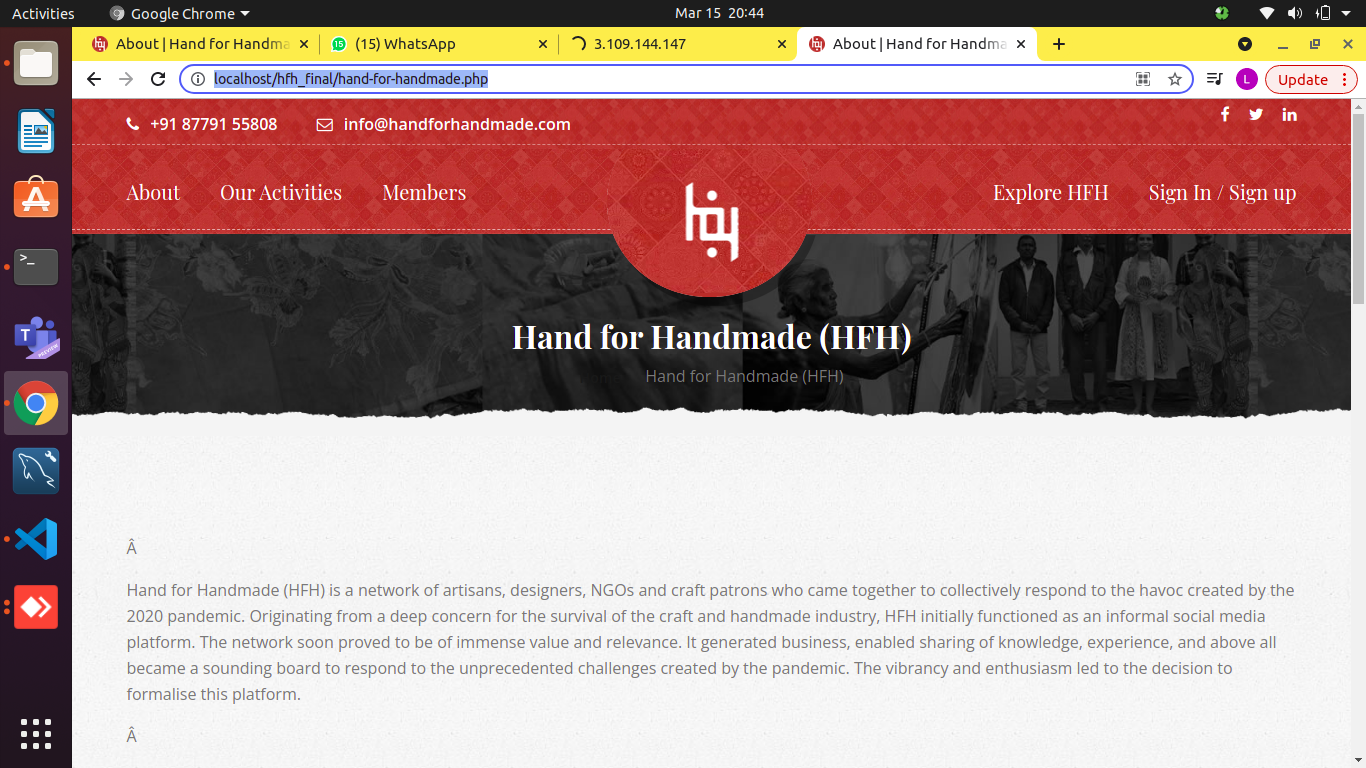 Activities Google Chrome Mar 15 20:44
About | Hand for Handma (15) WhatsApp 3.109.144.147 About | Hand for Handma
localhost/hfh_final/hand-for-handmade.php L Update
+91 87791 55808 info@handforhandmade.com
About Our Activities Members Explore HFH Sign In / Sign up
Hand for Handmade (HFH)
Hand for Handmade (HFH)
Â
Hand for Handmade (HFH) is a network of artisans, designers, NGOs and craft patrons who came together to collectively respond to the havoc created by the
2020 pandemic. Originating from a deep concern for the survival of the craft and handmade industry, HFH initially functioned as an informal social media
platform. The network soon proved to be of immense value and relevance. It generated business, enabled sharing of knowledge, experience, and above all
became a sounding board to respond to the unprecedented challenges created by the pandemic. The vibrancy and enthusiasm led to the decision to
formalise this platform.
Â